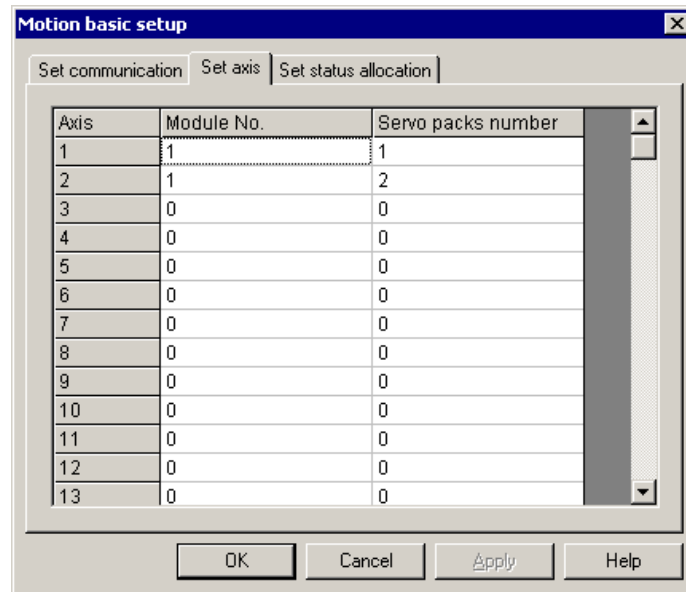 Motion basic setup
Set communication Set axis Set status allocation
Axis Module No. Servo packs number
1 1 1
2 1 2
3 0 0
4 0 0
5 0 0
6 0 0
7 0 0
8 0 0
9 0 0
10 0 0
11 0 0
12 0 0
13 0 0
OK Cancel Apply Help